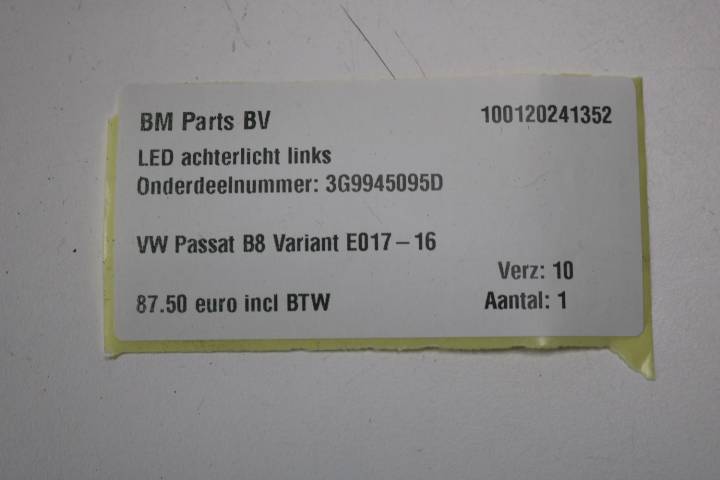 BM Parts BV 100120241352
LED achterlicht links
Onderdeelnummer: 3G9945095D
VW Passat B8 Variant E017-16
Verz: 10
87.50 euro incl BTW Aantal: 1